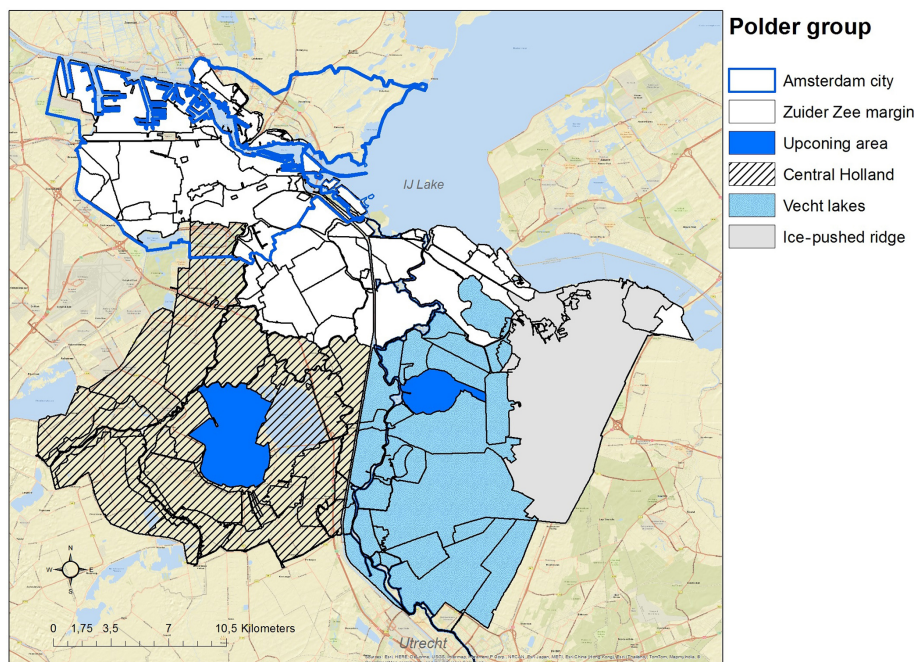 Polder group
Amsterdam city
Zuider Zee margin
Upconing area
Central Holland
Vecht lakes
Ice-pushed ridge
IJ Lake
N
W
E
S
0 1,75 3,5 7 10,5 Kilometers
Utrecht